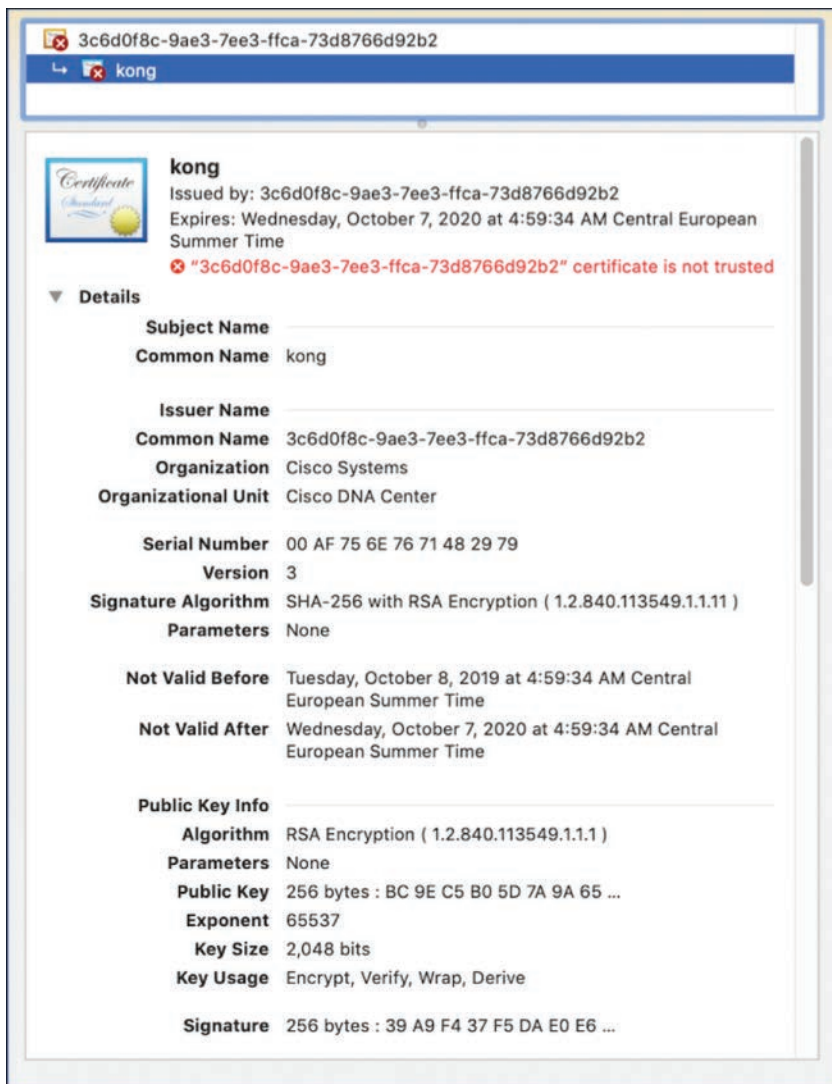 3c6d0f8c-9ae3-7ee3-ffca-73d8766d92b2
kong
Certificate
Standard
kong
Issued by: 3c6d0f8c-9ae3-7ee3-ffca-73d8766d92b2
Expires: Wednesday, October 7, 2020 at 4:59:34 AM Central European
Summer Time
"3c6d0f8c-9ae3-7ee3-ffca-73d8766d92b2" certificate is not trusted
Details
Subject Name
Common Name kong
Issuer Name
Common Name 3c6d0f8c-9ae3-7ee3-ffca-73d8766d92b2
Organization Cisco Systems
Organizational Unit Cisco DNA Center
Serial Number 00 AF 75 6E 76 71 48 29 79
Version 3
Signature Algorithm SHA-256 with RSA Encryption ( 1.2.840.113549.1.1.11 )
Parameters None
Not Valid Before Tuesday, October 8, 2019 at 4:59:34 AM Central
European Summer Time
Not Valid After Wednesday, October 7, 2020 at 4:59:34 AM Central
European Summer Time
Public Key Info
Algorithm RSA Encryption ( 1.2.840.113549.1.1.1 )
Parameters None
Public Key 256 bytes : BC 9E C5 B0 5D 7A 9A 65 ...
Exponent 65537
Key Size 2,048 bits
Key Usage Encrypt, Verify, Wrap, Derive
Signature 256 bytes : 39 A9 F4 37 F5 DA E0 E6 ...